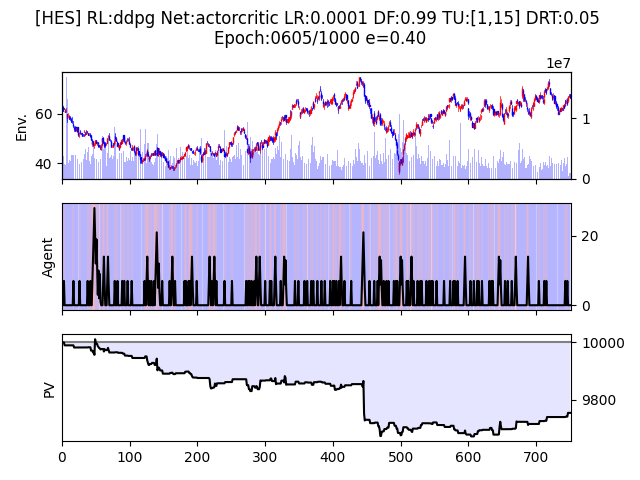 [HES] RL:ddpg Net:actorcritic LR:0.0001 DF:0.99 TU:[1,15] DRT:0.05
Epoch:0605/1000 e=0.40
1e7
Env.
60
40
1
0
Agent
20
0
PV
10000
9800
0
100
200
300
400
500
600
700